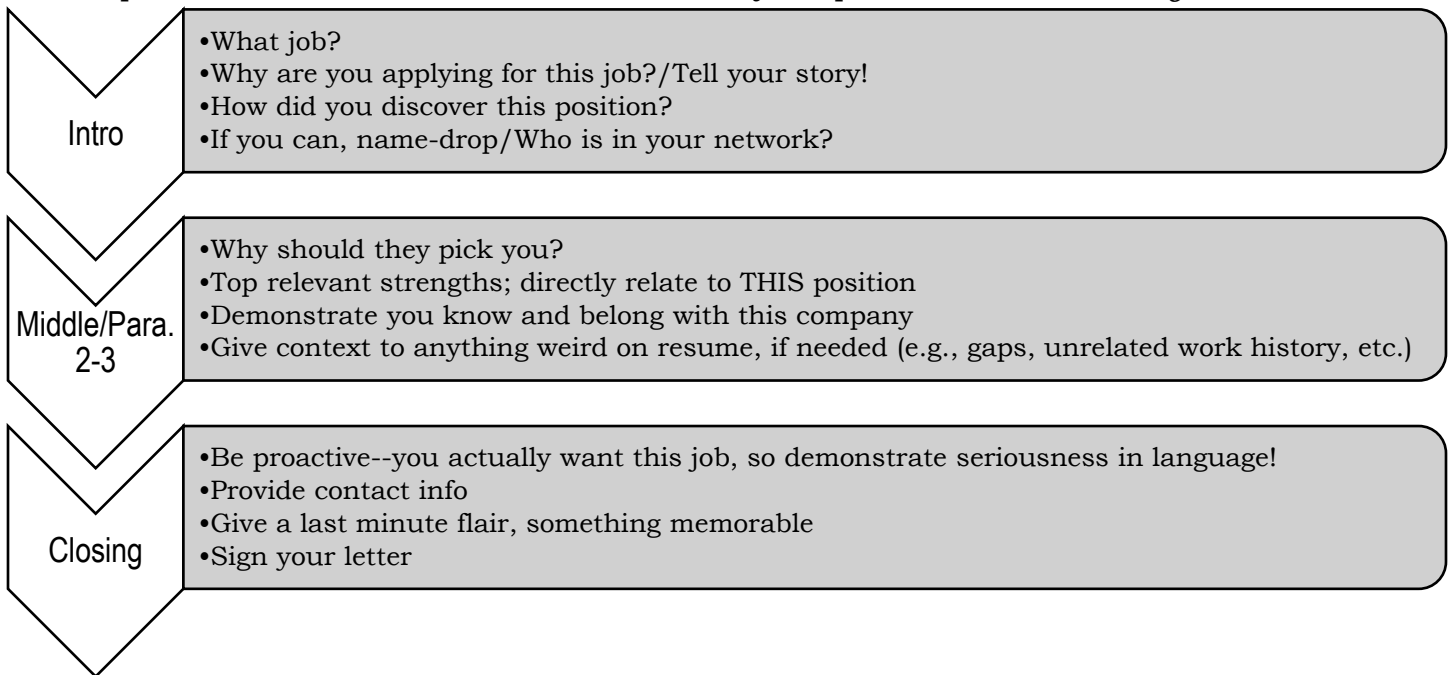 Intro
•What job?
•Why are you applying for this job?/Tell your story!
•How did you discover this position?
•If you can, name-drop/Who is in your network?
Middle/Para.
2-3
•Why should they pick you?
•Top relevant strengths; directly relate to THIS position
•Demonstrate you know and belong with this company
•Give context to anything weird on resume, if needed (e.g., gaps, unrelated work history, etc.)
Closing
•Be proactive--you actually want this job, so demonstrate seriousness in language!
•Provide contact info
•Give a last minute flair, something memorable
•Sign your letter